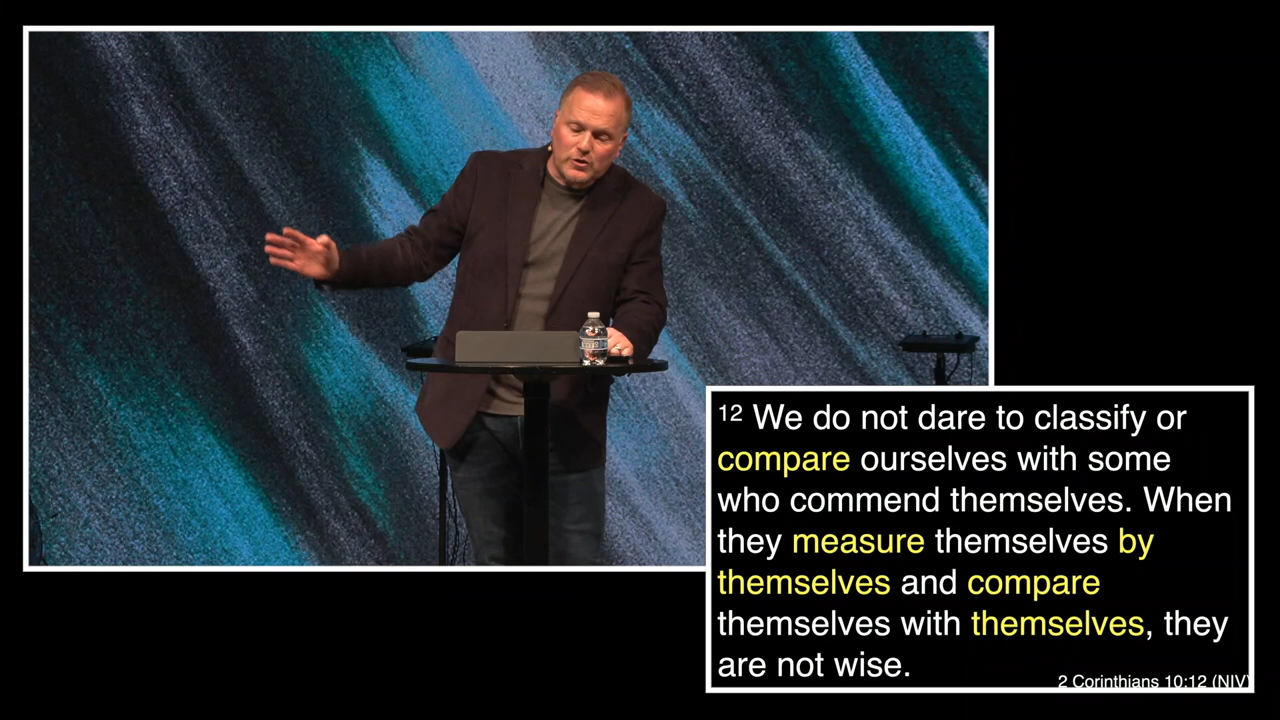 12 We do not dare to classify or
compare ourselves with some
who commend themselves. When
they measure themselves by
themselves and compare
themselves with themselves, they
are not wise.
2 Corinthians 10:12 (NIV)